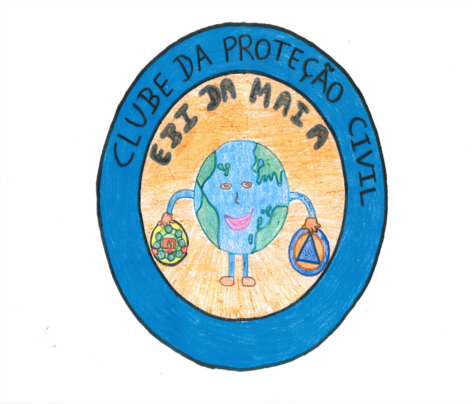 CLUBE DA PROTEÇÃO CIVIL
EBI DA MAIA